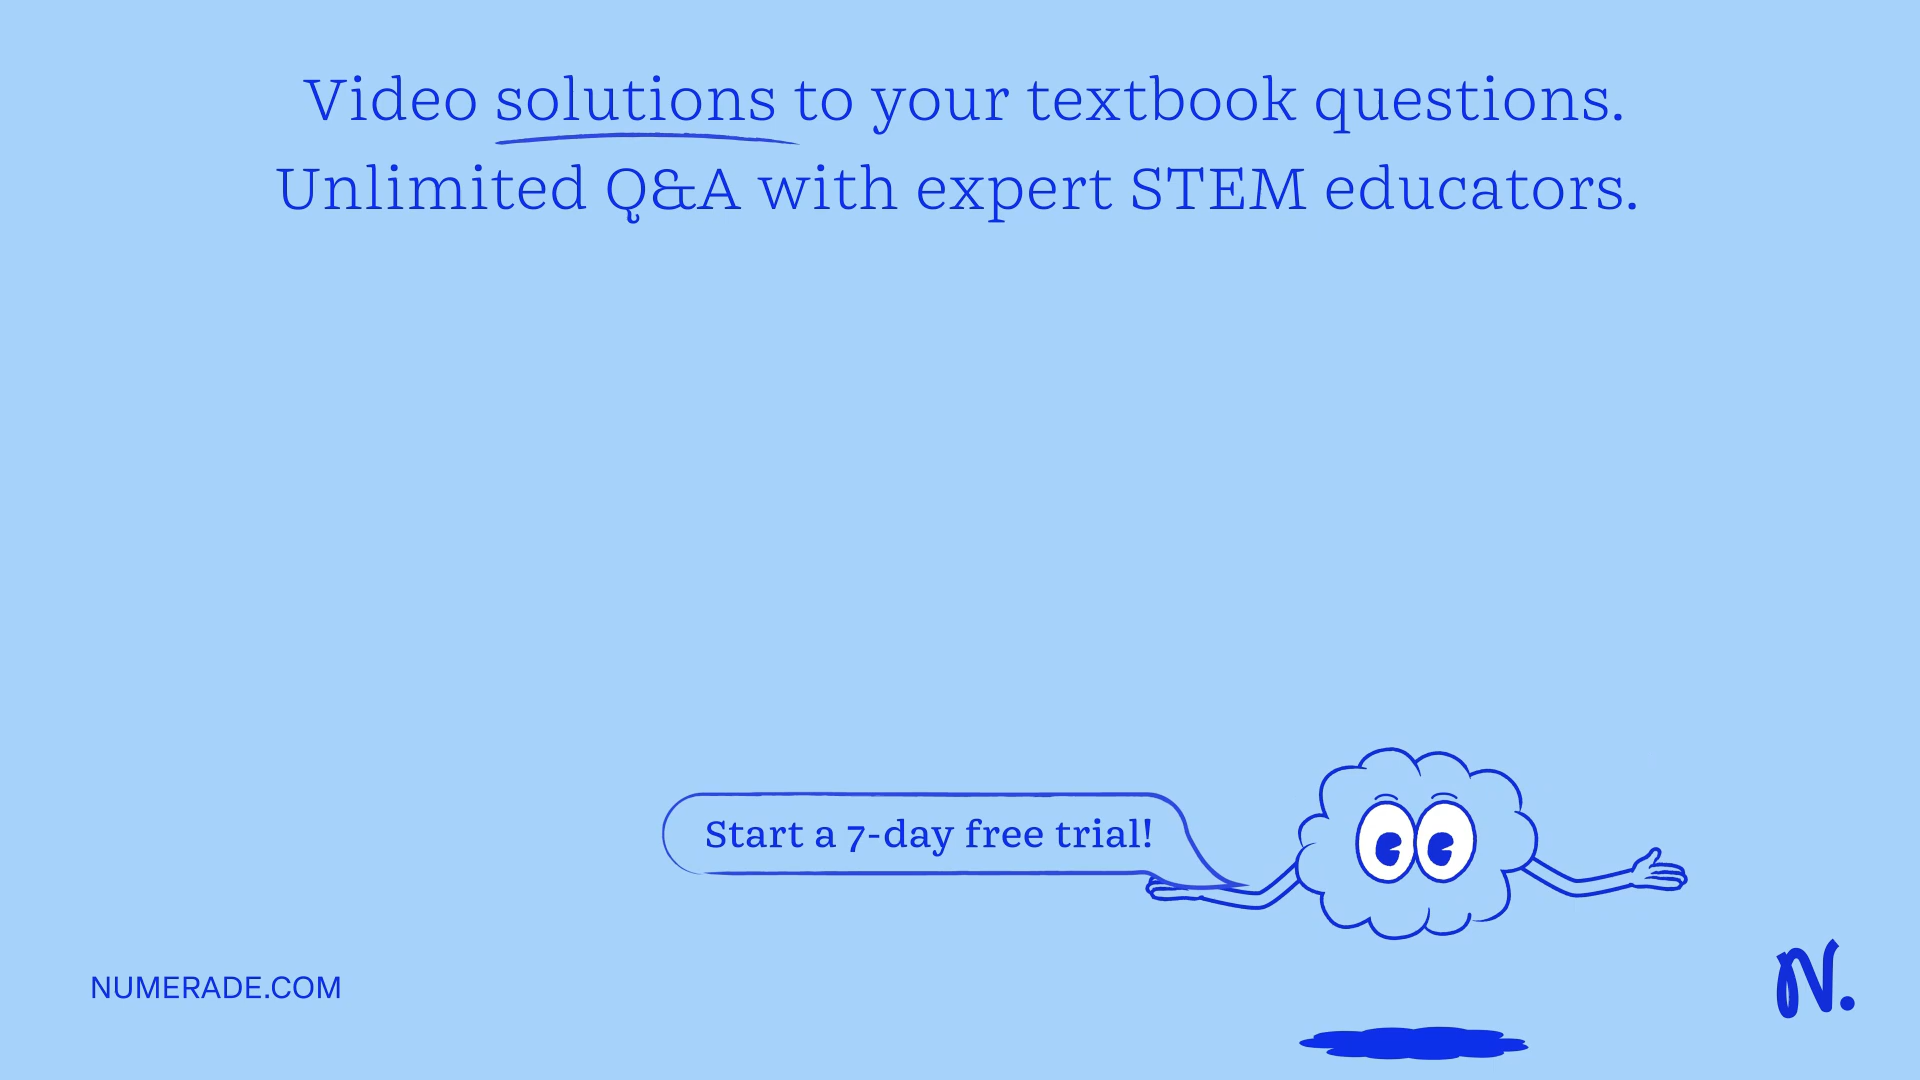 Video solutions to your textbook questions.
Unlimited Q&A with expert STEM educators.
Start a 7-day free trial!
NUMERADE.COM
N.